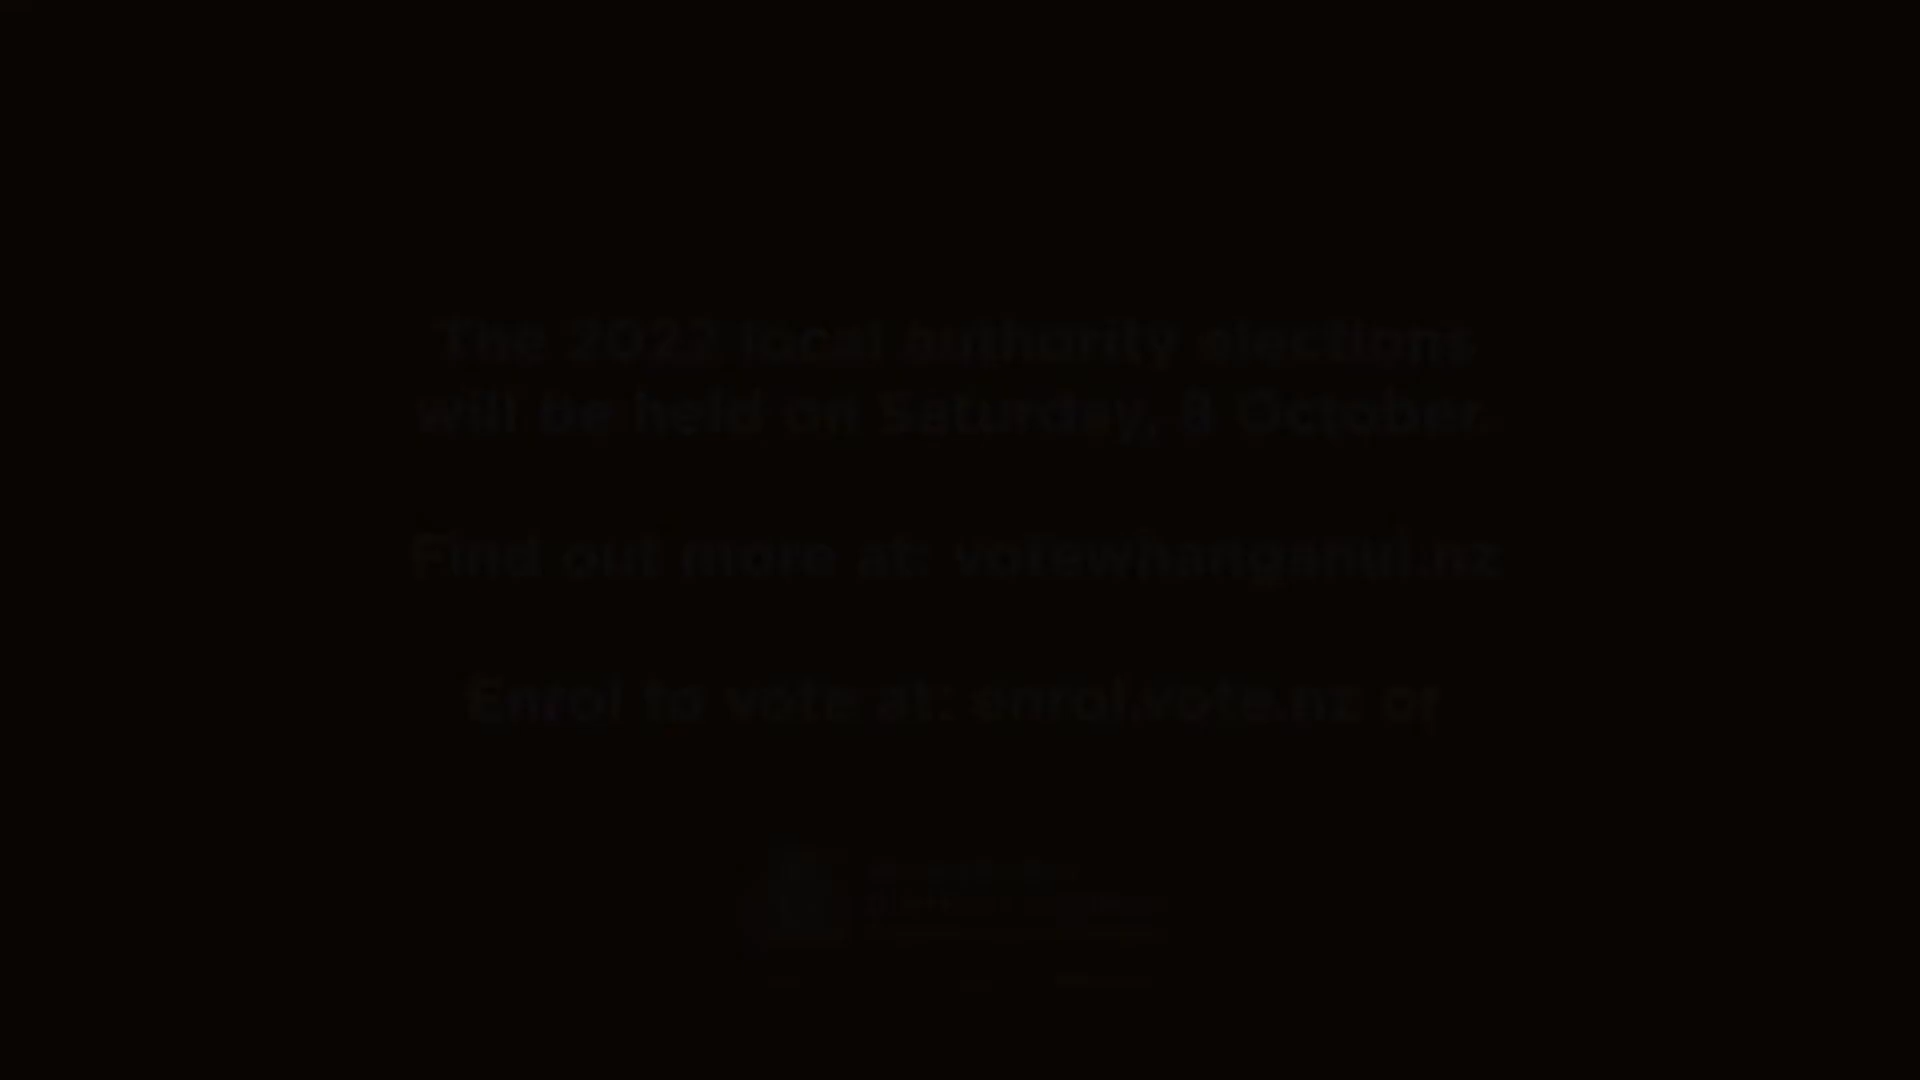 The 2022 local authority elections
will be held on Saturday, 8 October.
Find out more at: votewhanganui.nz
Enrol to vote at: enrol.vote.nz or